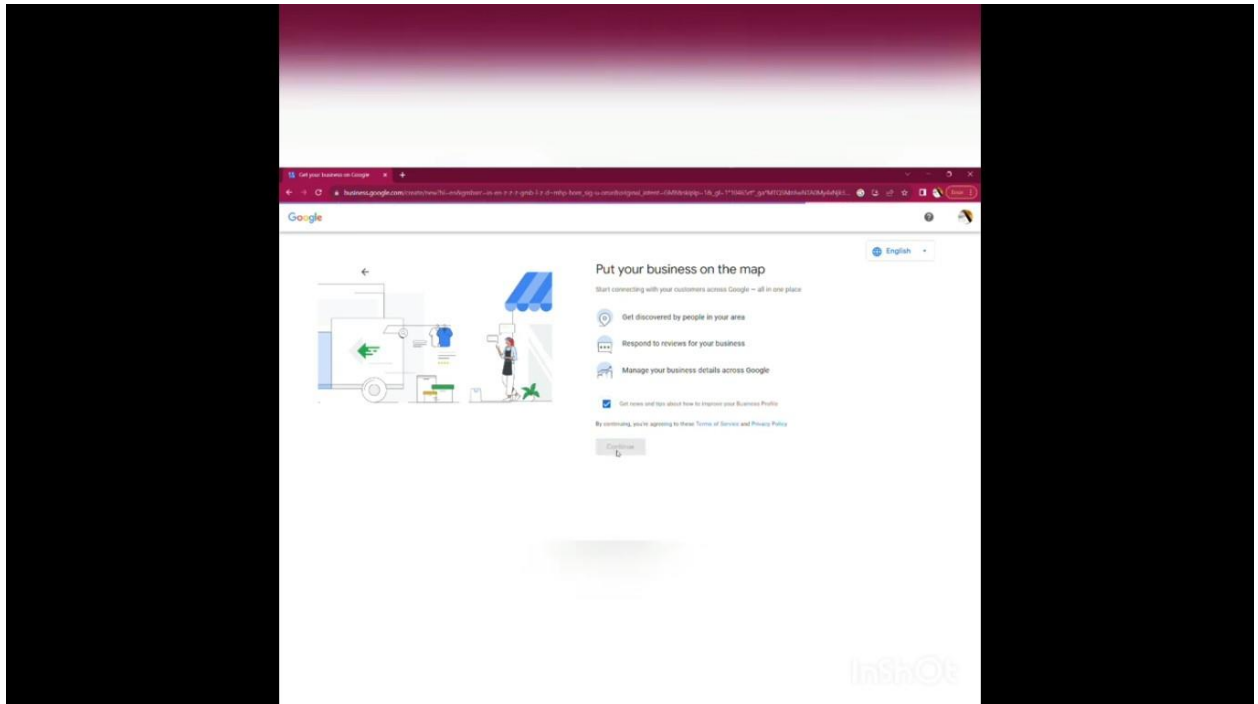 Get your business on Google
business.google.com
Google
English
Put your business on the map
Start connecting with your customers across Google – all in one place
Get discovered by people in your area
Respond to reviews for your business
Manage your business details across Google
Get news and tips about how to improve your Business Profile
By continuing, you're agreeing to these Terms of Service and Privacy Policy
Continue
InShOt